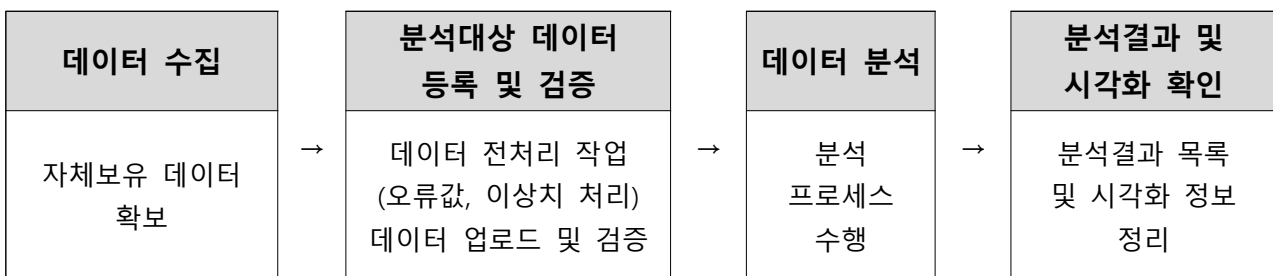 데이터 수집
자체보유 데이터
확보
→
분석대상 데이터
등록 및 검증
데이터 전처리 작업
(오류값, 이상치 처리)
데이터 업로드 및 검증
→
데이터 분석
분석
프로세스
수행
→
분석결과 및
시각화 확인
분석결과 목록
및 시각화 정보
정리